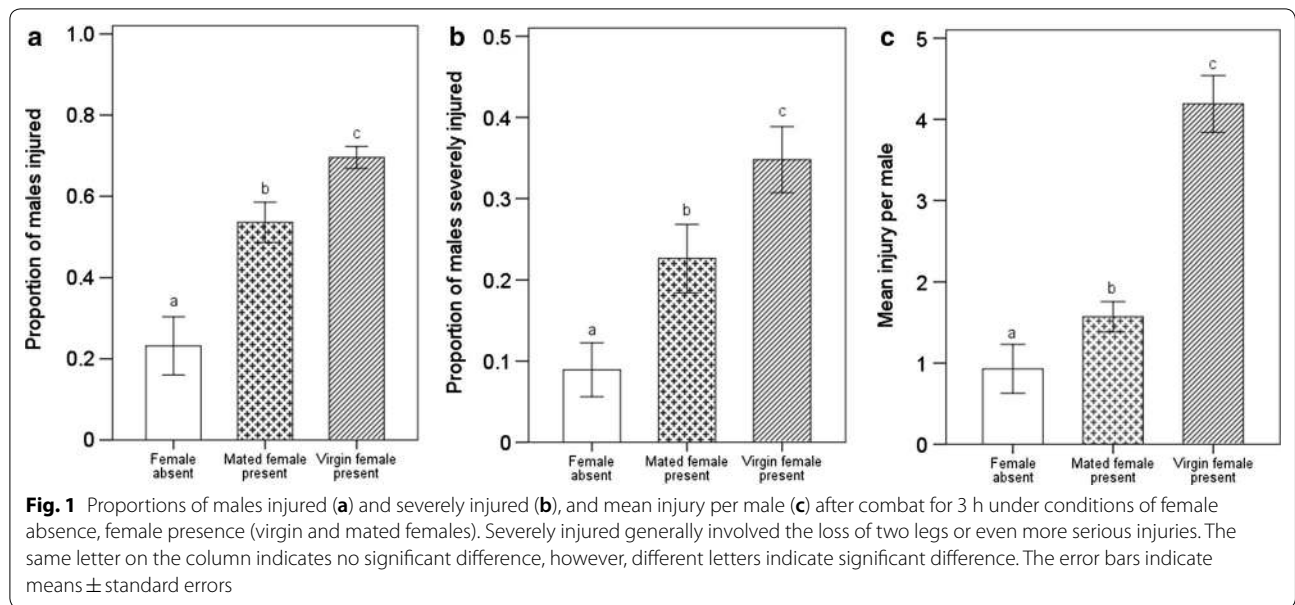 a
Proportion of males injured
1.0
0.8
0.6
0.4
0.2
0
a
b
c
Female absent
Mated female present
Virgin female present
b
Proportion of males severely injured
0.5
0.4
0.3
0.2
0.1
0
a
b
c
Female absent
Mated female present
Virgin female present
c
Mean injury per male
5
4
3
2
1
0
a
b
c
Female absent
Mated female present
Virgin female present
Fig. 1 Proportions of males injured (a) and severely injured (b), and mean injury per male (c) after combat for 3 h under conditions of female
absence, female presence (virgin and mated females). Severely injured generally involved the loss of two legs or even more serious injuries. The
same letter on the column indicates no significant difference, however, different letters indicate significant difference. The error bars indicate
means ± standard errors